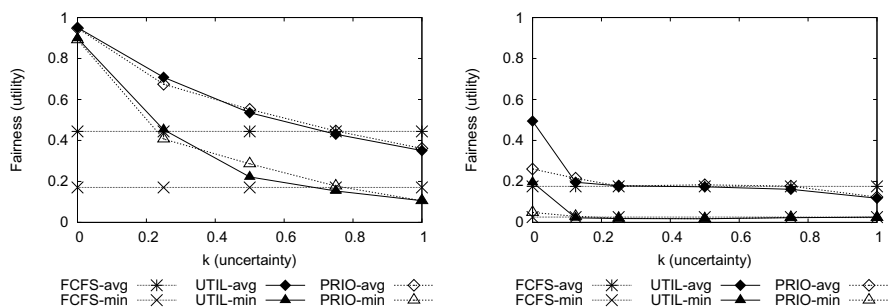 1
0.8
0.6
0.4
0.2
0
Fairness (utility)
0 0.2 0.4 0.6 0.8 1
k (uncertainty)
FCFS-avg UTIL-avg PRIO-avg
FCFS-min UTIL-min PRIO-min
1
0.8
0.6
0.4
0.2
0
Fairness (utility)
0 0.2 0.4 0.6 0.8 1
k (uncertainty)
FCFS-avg UTIL-avg PRIO-avg
FCFS-min UTIL-min PRIO-min